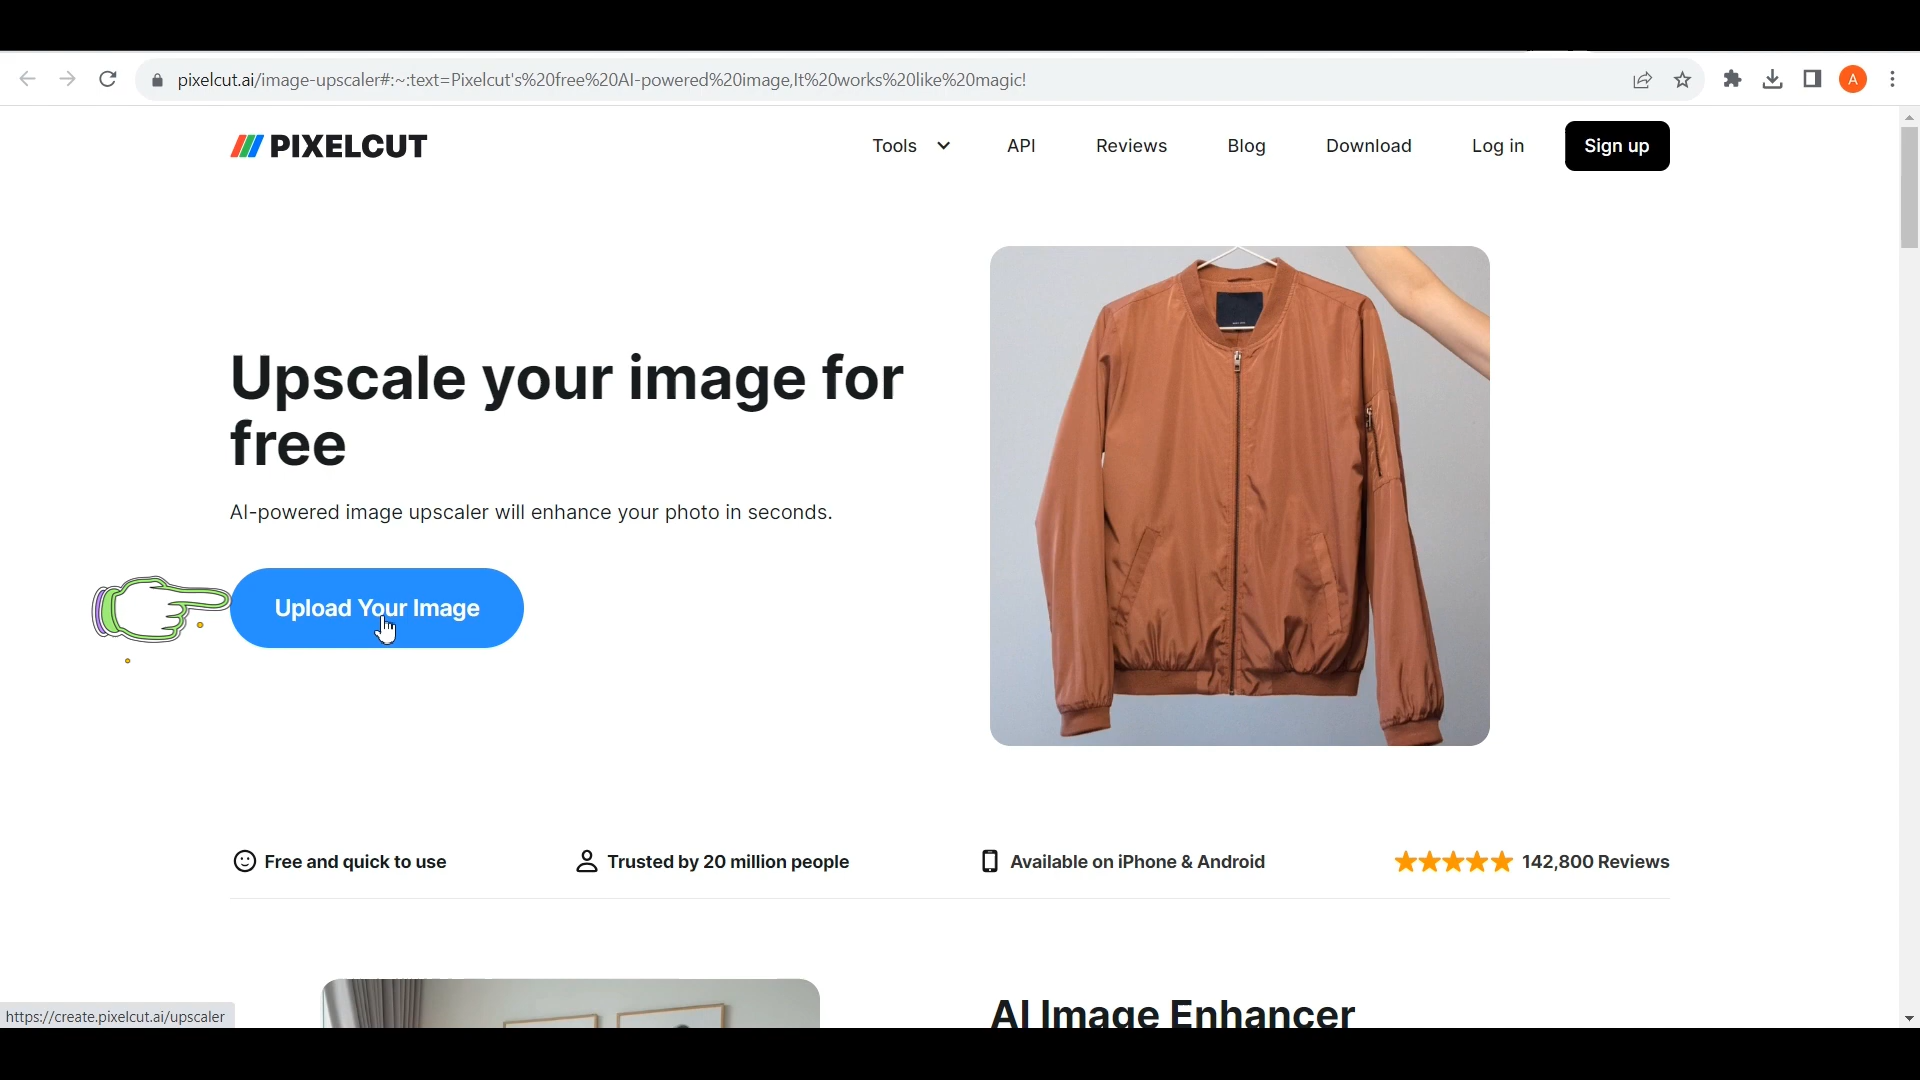 pixelcut.ai/image-upscaler#:~:text=Pixelcut's%20free%20AI-powered%20image,It%20works%20like%20magic!
A
PIXELCUT
Tools
API
Reviews
Blog
Download
Log in
Sign up
Upscale your image for
free
AI-powered image upscaler will enhance your photo in seconds.
Upload Your Image
Free and quick to use
Trusted by 20 million people
Available on iPhone & Android
142,800 Reviews
AI Image Enhancer
https://create.pixelcut.ai/upscaler